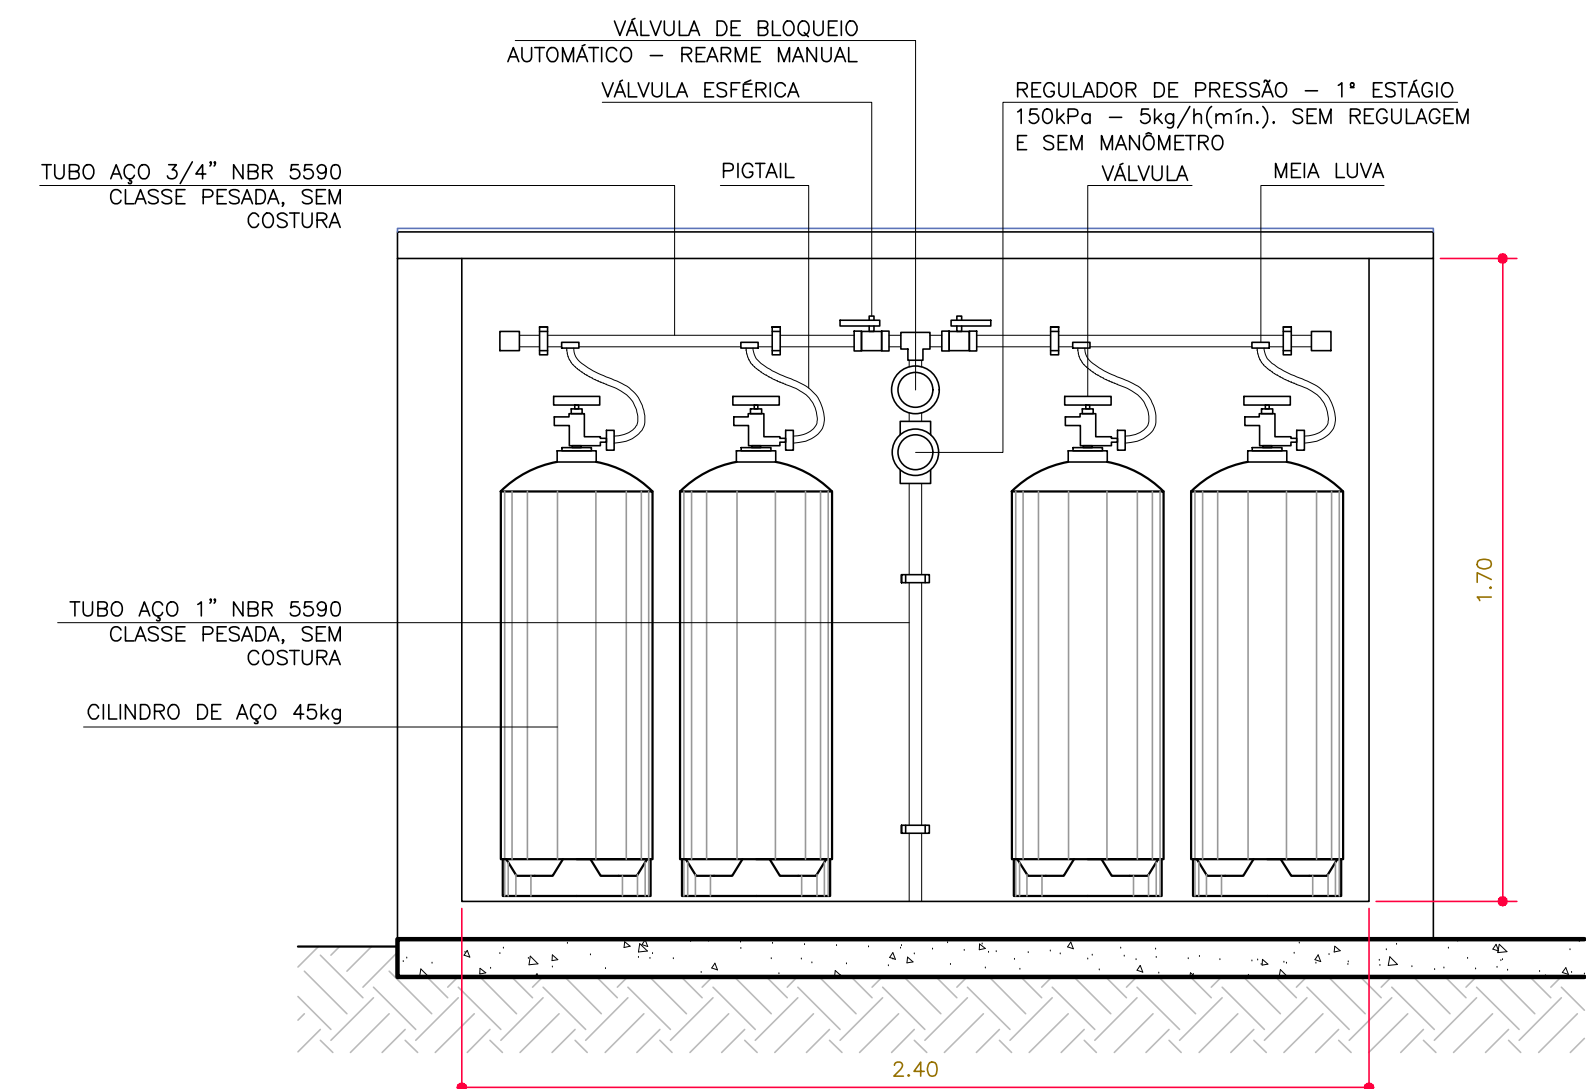 VÁLVULA DE BLOQUEIO
AUTOMÁTICO – REARME MANUAL
VÁLVULA ESFÉRICA
REGULADOR DE PRESSÃO – 1º ESTÁGIO
150kPa – 5kg/h(mín.). SEM REGULAGEM
E SEM MANÔMETRO
TUBO AÇO 3/4" NBR 5590
CLASSE PESADA, SEM
COSTURA
PIGTAIL
VÁLVULA
MEIA LUVA
TUBO AÇO 1" NBR 5590
CLASSE PESADA, SEM
COSTURA
CILINDRO DE AÇO 45kg
1.70
2.40